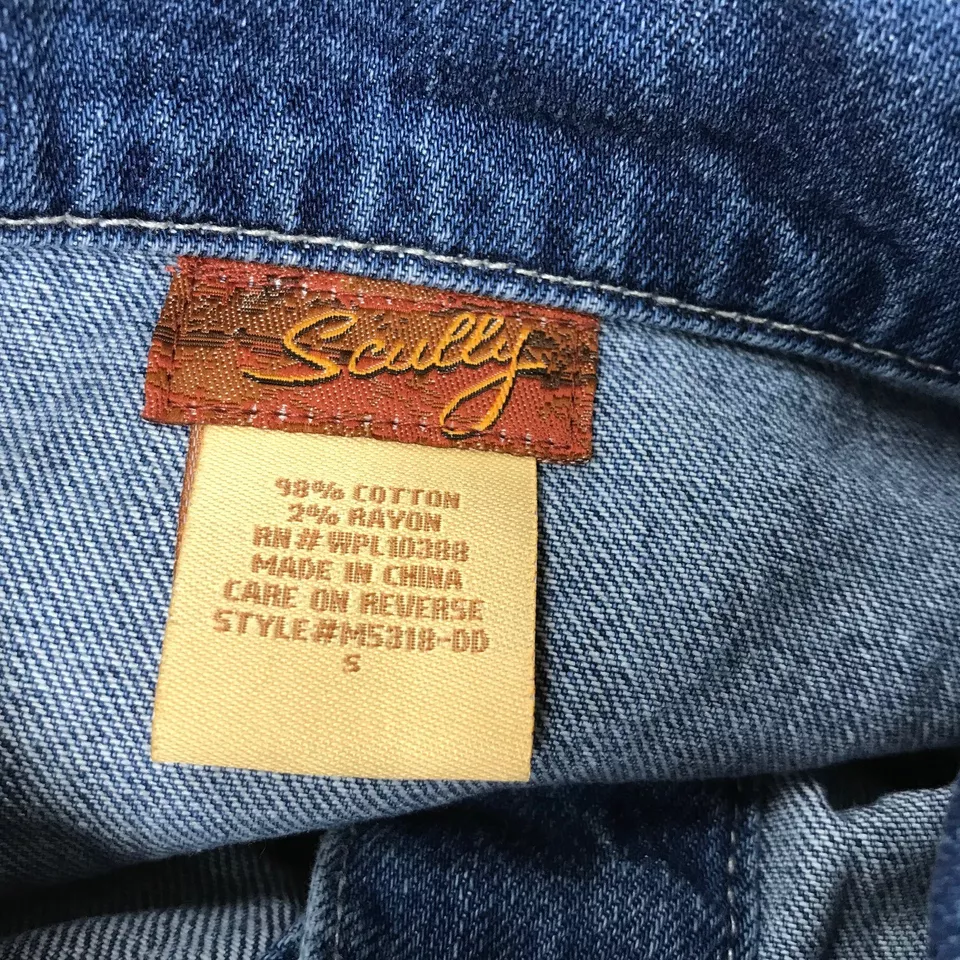 Scully
98% COTTON
2% RAYON
RN# WPL10388
MADE IN CHINA
CARE ON REVERSE
STYLE#M5318-DD
S